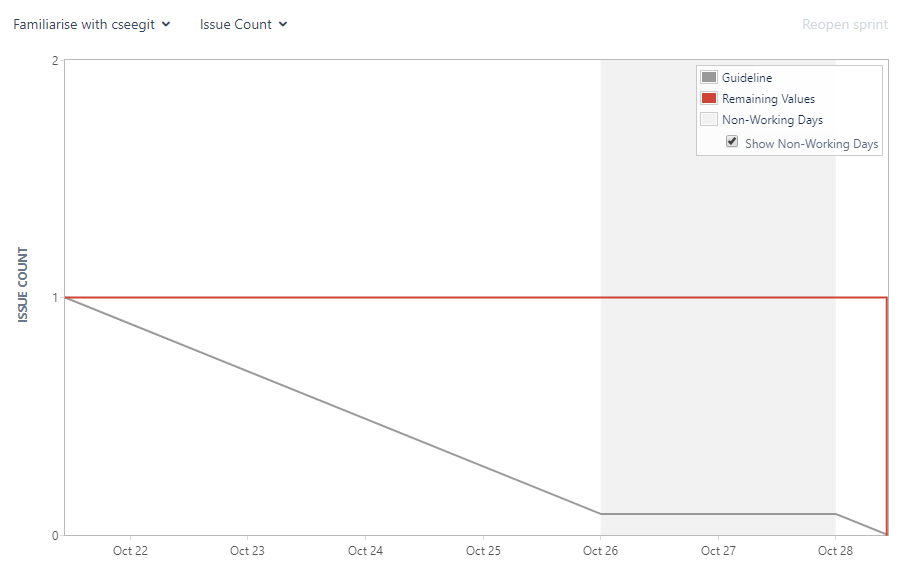 Familiarise with cseegit Issue Count Reopen sprint
2
Guideline
Remaining Values
Non-Working Days
Show Non-Working Days
ISSUE COUNT
1
0
Oct 22 Oct 23 Oct 24 Oct 25 Oct 26 Oct 27 Oct 28